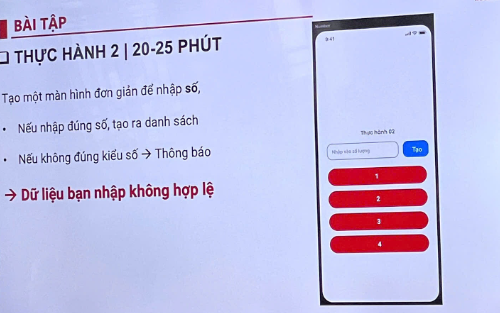 BÀI TẬP
THỰC HÀNH 2 | 20-25 PHÚT
Tạo một màn hình đơn giản để nhập số,
• Nếu nhập đúng số, tạo ra danh sách
• Nếu không đúng kiểu số → Thông báo
→ Dữ liệu bạn nhập không hợp lệ
9:41
Thực hành 02
Nhập vào số lượng
Tạo
1
2
3
4